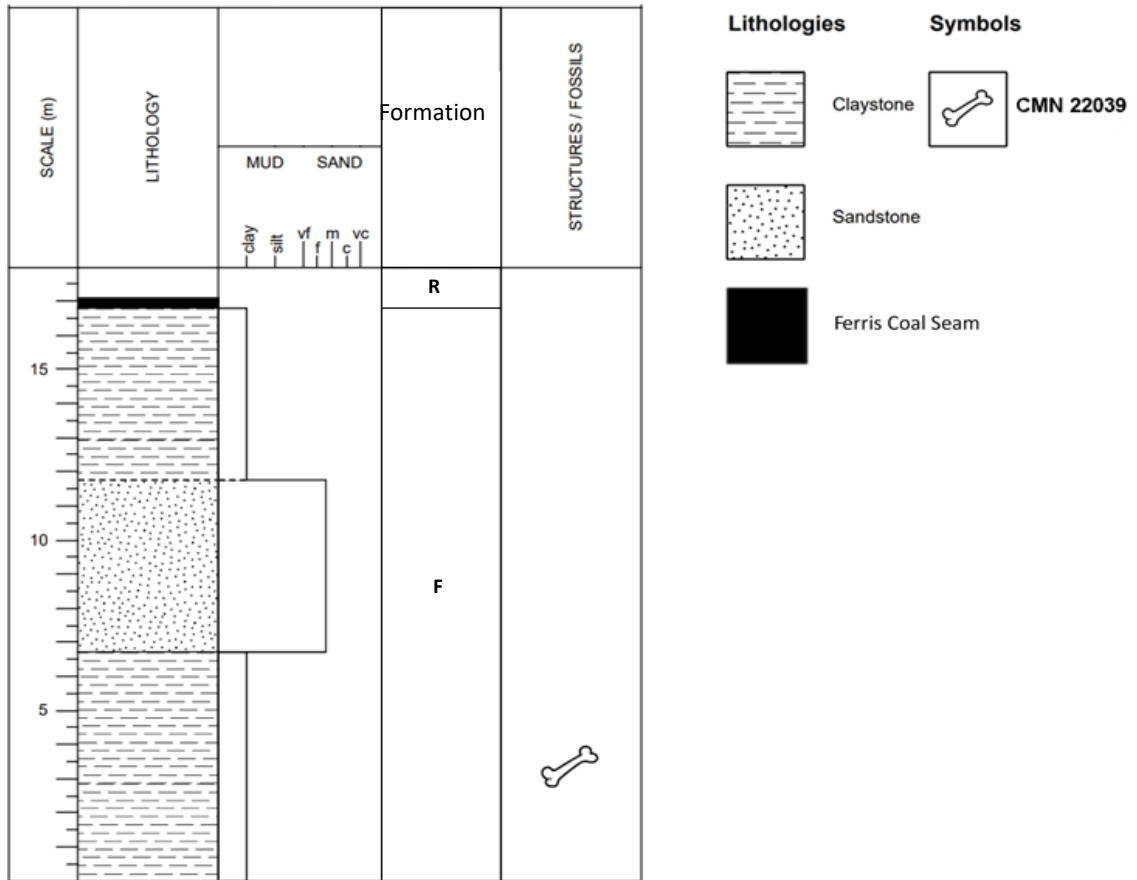 SCALE (m)
LITHOLOGY
MUD
SAND
clay
silt
vf
f
m
c
vc
Formation
STRUCTURES / FOSSILS
R
F
15
10
5
Lithologies
Claystone
Sandstone
Ferris Coal Seam
Symbols
CMN 22039